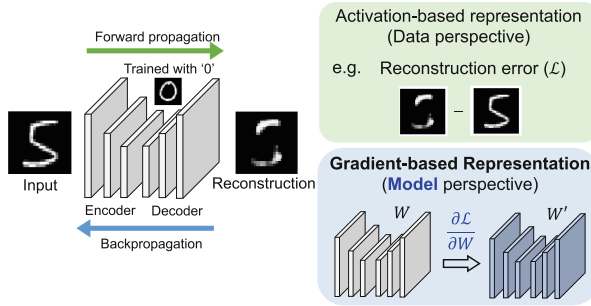 Forward propagation
Trained with '0'
Input
Reconstruction
Encoder
Decoder
Backpropagation
Activation-based representation
(Data perspective)
e.g. Reconstruction error (ℒ)
−
Gradient-based Representation
(Model perspective)
W
∂ℒ
∂W
W′